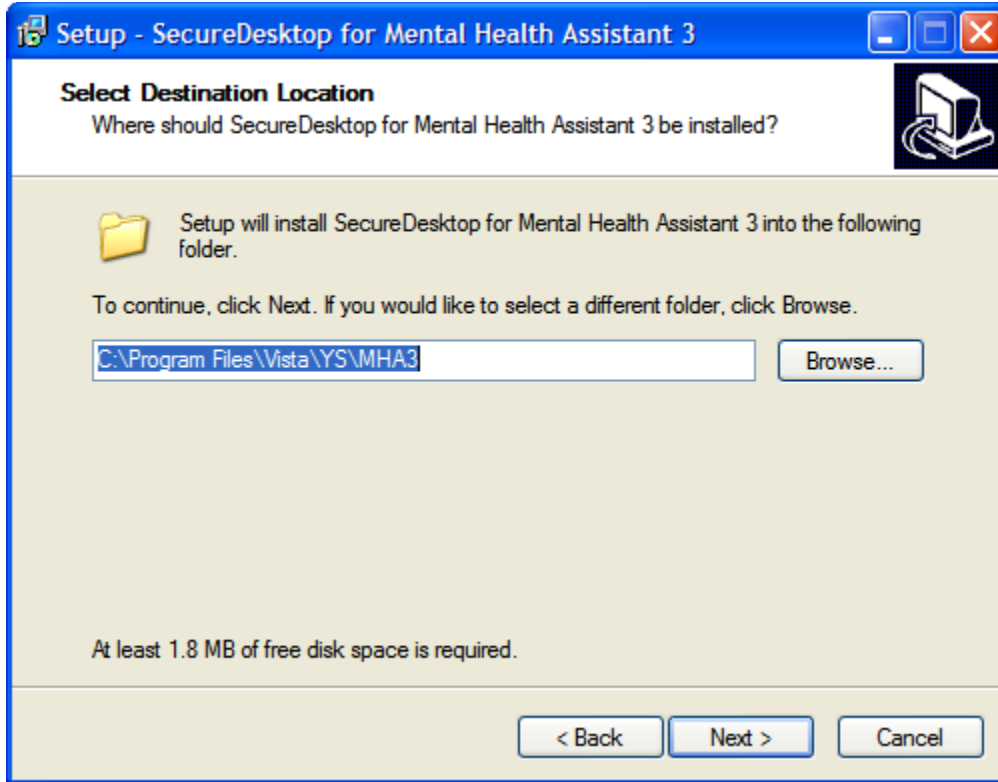 Setup - SecureDesktop for Mental Health Assistant 3
Select Destination Location
Where should SecureDesktop for Mental Health Assistant 3 be installed?
Setup will install SecureDesktop for Mental Health Assistant 3 into the following
folder.
To continue, click Next. If you would like to select a different folder, click Browse.
C:\Program Files\Vista\YS\MHA3
Browse...
At least 1.8 MB of free disk space is required.
< Back
Next >
Cancel